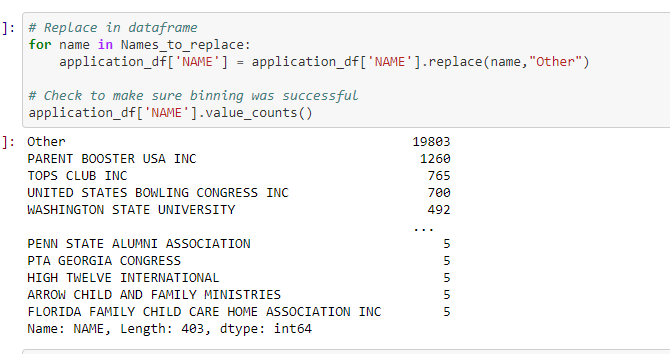 ]: # Replace in dataframe
for name in Names_to_replace:
    application_df['NAME'] = application_df['NAME'].replace(name,"Other")
# Check to make sure binning was successful
application_df['NAME'].value_counts()
]: Other 19803
PARENT BOOSTER USA INC 1260
TOPS CLUB INC 765
UNITED STATES BOWLING CONGRESS INC 700
WASHINGTON STATE UNIVERSITY 492
...
PENN STATE ALUMNI ASSOCIATION 5
PTA GEORGIA CONGRESS 5
HIGH TWELVE INTERNATIONAL 5
ARROW CHILD AND FAMILY MINISTRIES 5
FLORIDA FAMILY CHILD CARE HOME ASSOCIATION INC 5
Name: NAME, Length: 403, dtype: int64